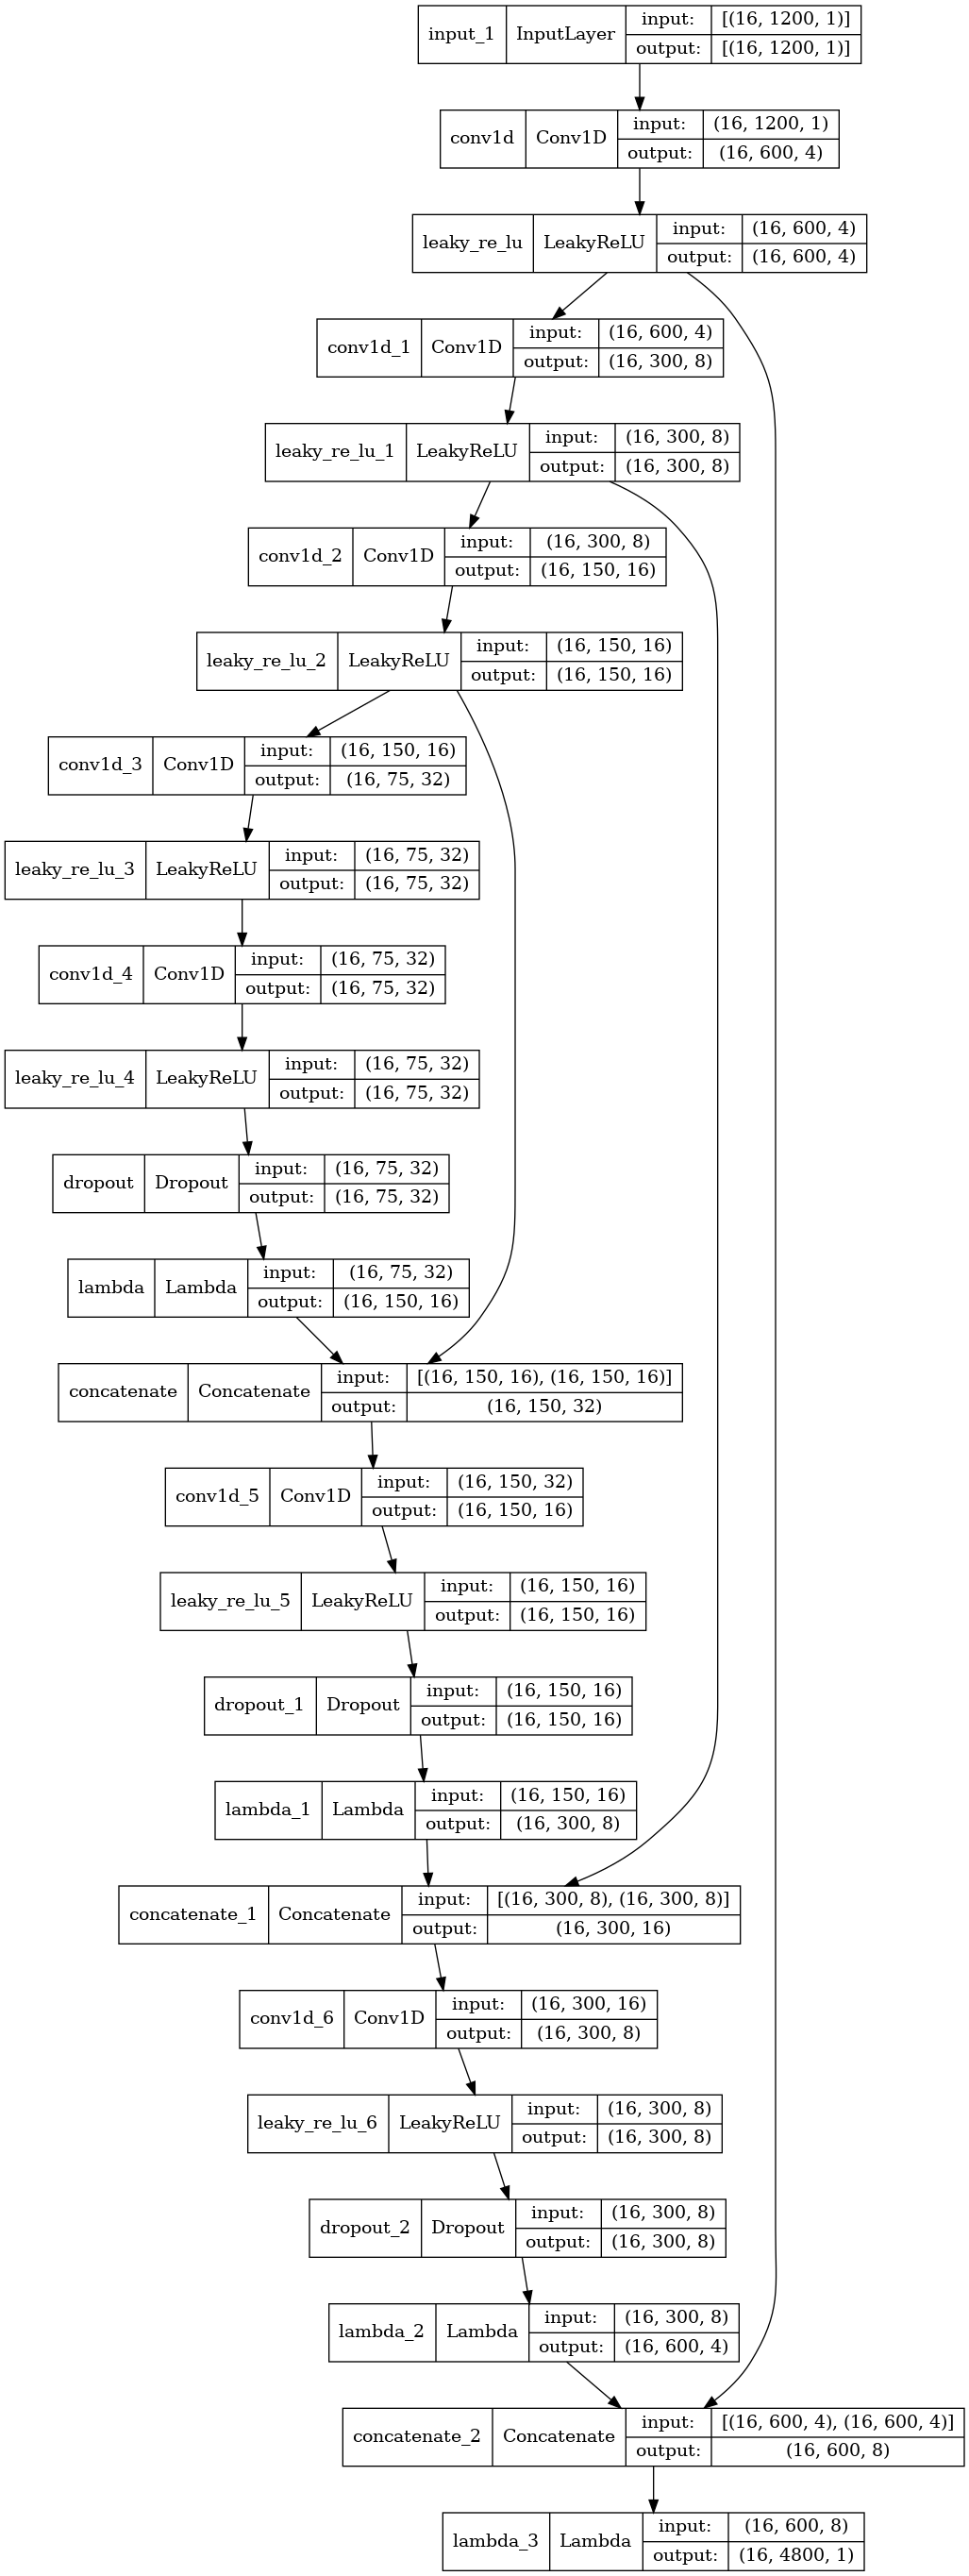 input_1 InputLayer input: [(16, 1200, 1)]
output: [(16, 1200, 1)]
conv1d Conv1D input: (16, 1200, 1)
output: (16, 600, 4)
leaky_re_lu LeakyReLU input: (16, 600, 4)
output: (16, 600, 4)
conv1d_1 Conv1D input: (16, 600, 4)
output: (16, 300, 8)
leaky_re_lu_1 LeakyReLU input: (16, 300, 8)
output: (16, 300, 8)
conv1d_2 Conv1D input: (16, 300, 8)
output: (16, 150, 16)
leaky_re_lu_2 LeakyReLU input: (16, 150, 16)
output: (16, 150, 16)
conv1d_3 Conv1D input: (16, 150, 16)
output: (16, 75, 32)
leaky_re_lu_3 LeakyReLU input: (16, 75, 32)
output: (16, 75, 32)
conv1d_4 Conv1D input: (16, 75, 32)
output: (16, 75, 32)
leaky_re_lu_4 LeakyReLU input: (16, 75, 32)
output: (16, 75, 32)
dropout Dropout input: (16, 75, 32)
output: (16, 75, 32)
lambda Lambda input: (16, 75, 32)
output: (16, 150, 16)
concatenate Concatenate input: [(16, 150, 16), (16, 150, 16)]
output: (16, 150, 32)
conv1d_5 Conv1D input: (16, 150, 32)
output: (16, 150, 16)
leaky_re_lu_5 LeakyReLU input: (16, 150, 16)
output: (16, 150, 16)
dropout_1 Dropout input: (16, 150, 16)
output: (16, 150, 16)
lambda_1 Lambda input: (16, 150, 16)
output: (16, 300, 8)
concatenate_1 Concatenate input: [(16, 300, 8), (16, 300, 8)]
output: (16, 300, 16)
conv1d_6 Conv1D input: (16, 300, 16)
output: (16, 300, 8)
leaky_re_lu_6 LeakyReLU input: (16, 300, 8)
output: (16, 300, 8)
dropout_2 Dropout input: (16, 300, 8)
output: (16, 300, 8)
lambda_2 Lambda input: (16, 300, 8)
output: (16, 600, 4)
concatenate_2 Concatenate input: [(16, 600, 4), (16, 600, 4)]
output: (16, 600, 8)
lambda_3 Lambda input: (16, 600, 8)
output: (16, 4800, 1)